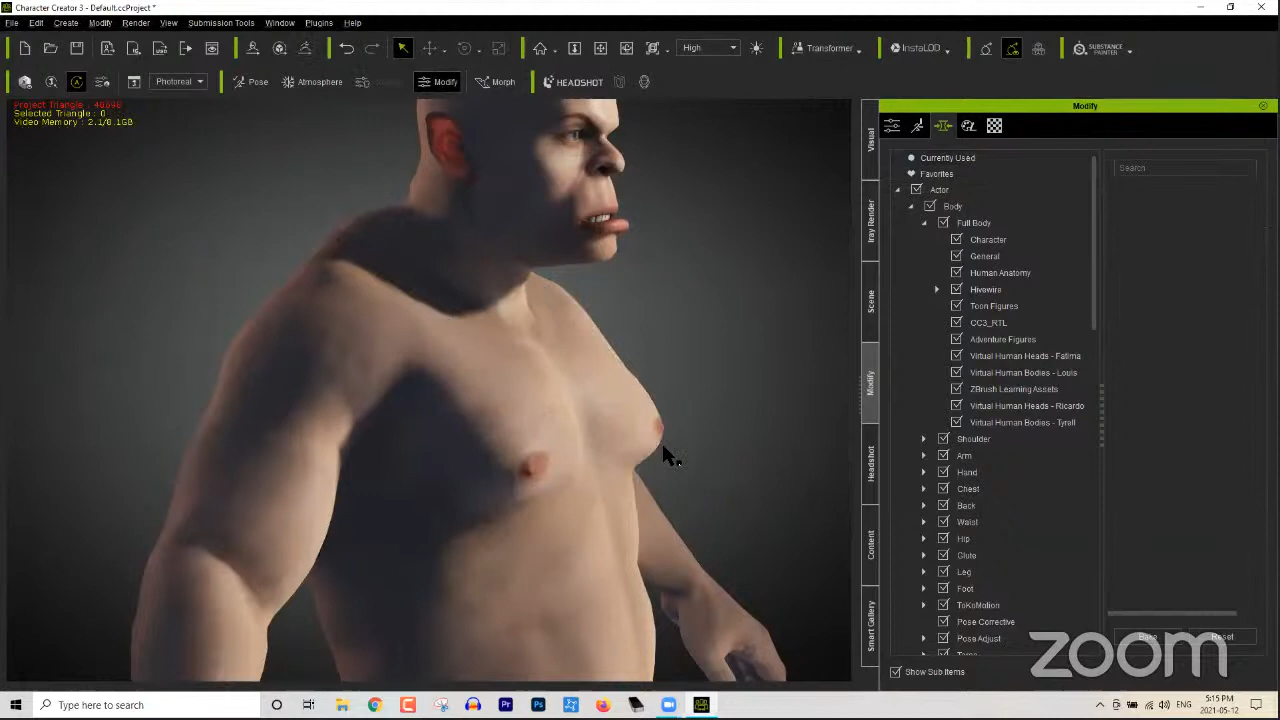 Character Creator 3 - Default.ccProject *
File Edit Create Modify Render Window Submission Tools Window Plugins Help
High
Transformer
InstaLOD
SUBSTANCE PAINTER
Photoreal
Pose
Atmosphere
Modify
Morph
HEADSHOT
Project Triangle : 40598
Selected Triangle : 0
Video Memory : 2.1/8.1GB
Visual
Iray Render
Scene
Modify
Headshot
Content
Smart Gallery
Modify
Currently Used
Favorites
Actor
Body
Full Body
Character
General
Human Anatomy
Hivewire
Toon Figures
CC3_RTL
Adventure Figures
Virtual Human Heads - Fatima
Virtual Human Bodies - Louis
ZBrush Learning Assets
Virtual Human Heads - Ricardo
Virtual Human Bodies - Tyrell
Shoulder
Arm
Hand
Chest
Back
Waist
Hip
Glute
Leg
Foot
ToKoMotion
Pose Corrective
Pose Adjust
Show Sub Items
Search
Bake
Reset
zoom
Type here to search
ENG
5:15 PM
2021-05-12